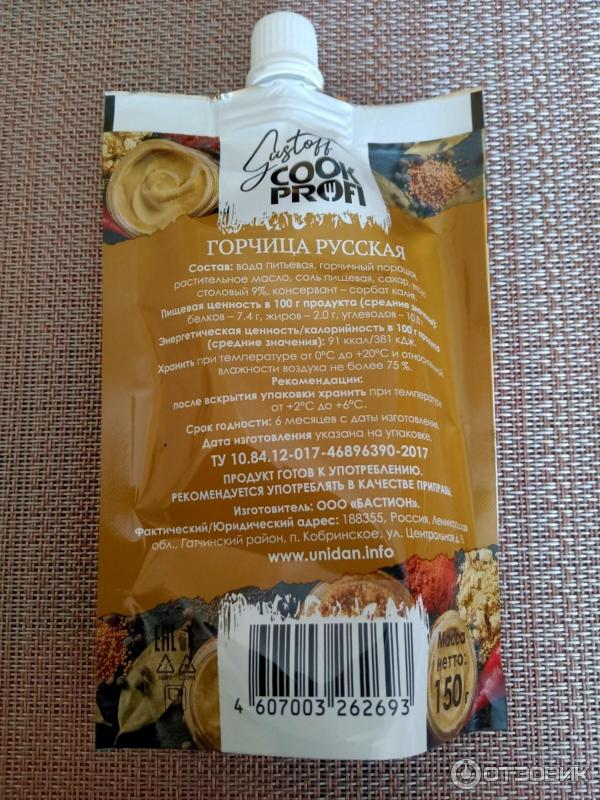 Gustoff
COOK
PROFI
ГОРЧИЦА РУССКАЯ
Состав: вода питьевая, горчичный порошок,
растительное масло, соль пищевая, сахар, уксус
столовый 9%, консервант – сорбат калия.
Пищевая ценность в 100 г продукта (средние значения):
белков – 7.4 г, жиров – 2.0 г, углеводов – 10.8 г
Энергетическая ценность/калорийность в 100 г продукта
(средние значения): 91 ккал/381 кДж.
Хранить при температуре от 0°С до +20°С и относительной
влажности воздуха не более 75 %.
Рекомендации:
после вскрытия упаковки хранить при температуре
от +2°С до +6°С.
Срок годности: 6 месяцев с даты изготовления.
Дата изготовления указана на упаковке.
ТУ 10.84.12-017-46896390-2017
ПРОДУКТ ГОТОВ К УПОТРЕБЛЕНИЮ.
РЕКОМЕНДУЕТСЯ УПОТРЕБЛЯТЬ В КАЧЕСТВЕ ПРИПРАВЫ
Изготовитель: ООО «БАСТИОН».
Фактический/Юридический адрес: 188355, Россия, Ленинградская
обл., Гатчинский район, п. Кобринское, ул. Центральная д.
www.unidan.info
EAC
Масса
нетто:
150 г
4 607003 262693
ОТЗОВИК